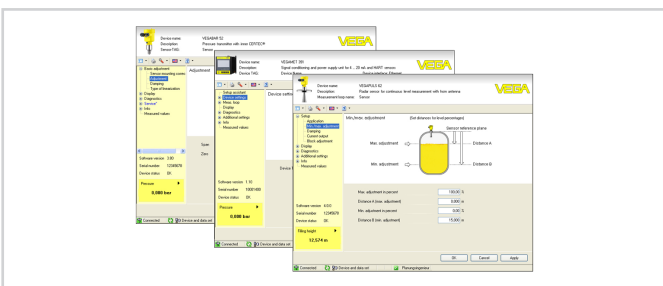 Device name: VEGABAR 52
Description: Pressure transmitter with ceramic CERTEC®
Sensor-TAG: Sensor
VEGA
Basic adjustment
Sensor mounting correc
Adjustment
Damping
Type of linearization
Display
Diagnostics
Service
Info
Measured values
Adjustment
Zero
Software version 3.80
Serial number 12345678
Device status OK
Pressure
0,000 bar
Connected
Device and data set
Device name: VEGAMET 391
Description: Signal conditioning and power supply unit for 4 ... 20 mA and HART sensors
Device TAG: Device Name
VEGA
Setup assistant
Device settings
Meas. loop
Display
Diagnostics
Additional settings
Info
Measured values
Device settin
Device
Software version 1.10
Serial number
Device status OK
Pressure
0,000 bar
Connected
Device and data set
Device name: VEGAPULS 62
Description: Radar sensor for continuous level measurement with horn antenna
Measurement loop name: Sensor
VEGA
Setup
Application
Min./max. adjustment
Damping
Current output
Block adjustment
Display
Diagnostics
Additional settings
Info
Measured values
Min./max. adjustment (Set distances for level percentages)
Sensor reference plane
Max. adjustment
Distance A
Min. adjustment
Distance B
Max. adjustment in percent 100,00 %
Distance A (max. adjustment) 0,000 m
Min. adjustment in percent 0,00 %
Distance B (min. adjustment) 15,000 m
Software version 4.0.0
Serial number 12345678
Device status OK
Filling height
12,574 m
OK Cancel Apply
Connected
Device and data set